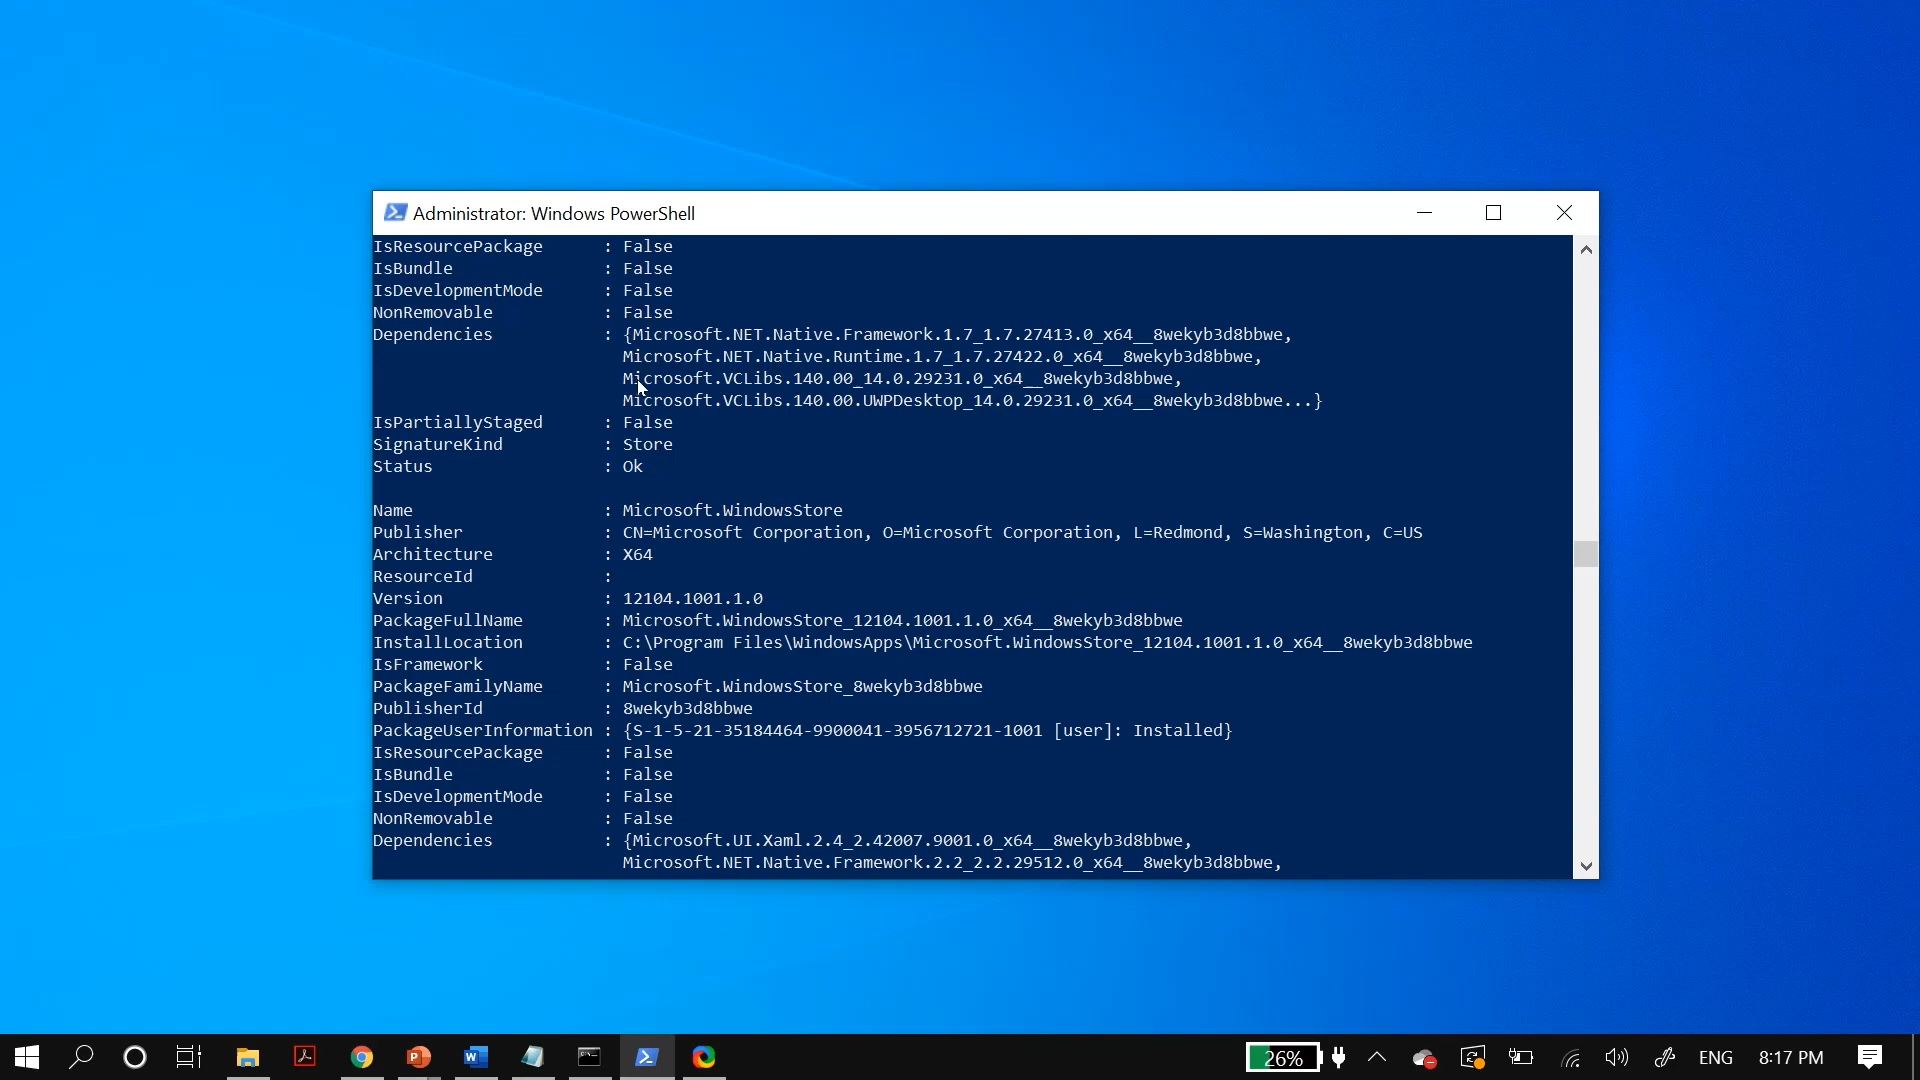 Administrator: Windows PowerShell
IsResourcePackage : False
IsBundle : False
IsDevelopmentMode : False
NonRemovable : False
Dependencies : {Microsoft.NET.Native.Framework.1.7_1.7.27413.0_x64__8wekyb3d8bbwe,
Microsoft.NET.Native.Runtime.1.7_1.7.27422.0_x64__8wekyb3d8bbwe,
Microsoft.VCLibs.140.00_14.0.29231.0_x64__8wekyb3d8bbwe,
Microsoft.VCLibs.140.00.UWPDesktop_14.0.29231.0_x64__8wekyb3d8bbwe...}
IsPartiallyStaged : False
SignatureKind : Store
Status : Ok
Name : Microsoft.WindowsStore
Publisher : CN=Microsoft Corporation, O=Microsoft Corporation, L=Redmond, S=Washington, C=US
Architecture : X64
ResourceId :
Version : 12104.1001.1.0
PackageFullName : Microsoft.WindowsStore_12104.1001.1.0_x64__8wekyb3d8bbwe
InstallLocation : C:\Program Files\WindowsApps\Microsoft.WindowsStore_12104.1001.1.0_x64__8wekyb3d8bbwe
IsFramework : False
PackageFamilyName : Microsoft.WindowsStore_8wekyb3d8bbwe
PublisherId : 8wekyb3d8bbwe
PackageUserInformation : {S-1-5-21-35184464-9900041-3956712721-1001 [user]: Installed}
IsResourcePackage : False
IsBundle : False
IsDevelopmentMode : False
NonRemovable : False
Dependencies : {Microsoft.UI.Xaml.2.4_2.42007.9001.0_x64__8wekyb3d8bbwe,
Microsoft.NET.Native.Framework.2.2_2.2.29512.0_x64__8wekyb3d8bbwe,
26% ENG 8:17 PM